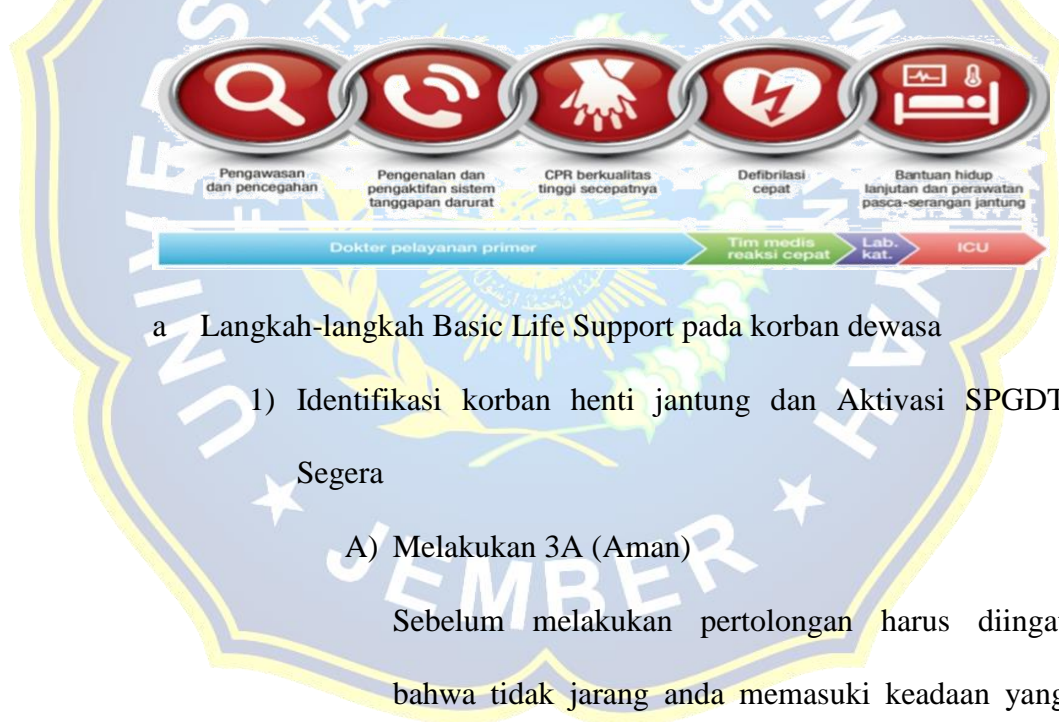 Pengawasan
dan pencegahan
Pengenalan dan
pengaktifan sistem
tanggapan darurat
CPR berkualitas
tinggi secepatnya
Defibrilasi
cepat
Bantuan hidup
lanjutan dan perawatan
pasca-serangan jantung
Dokter pelayanan primer
Tim medis
reaksi cepat
Lab.
kat.
ICU
a Langkah-langkah Basic Life Support pada korban dewasa
1) Identifikasi korban henti jantung dan Aktivasi SPGDT
Segera
A) Melakukan 3A (Aman)
Sebelum melakukan pertolongan harus diingat
bahwa tidak jarang anda memasuki keadaan yang
JEMBER